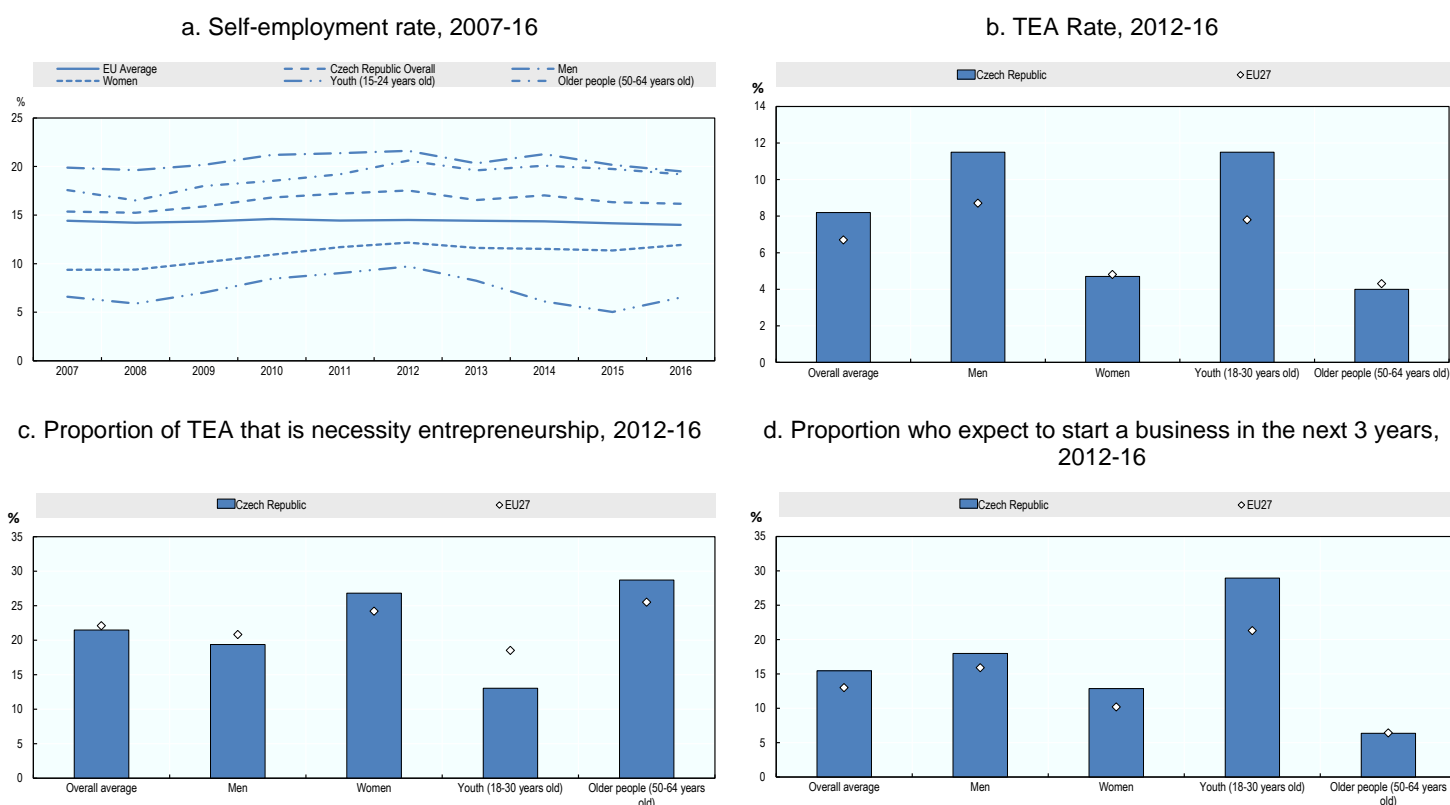 a. Self-employment rate, 2007-16
EU Average Czech Republic Overall Men
Women Youth (15-24 years old) Older people (50-64 years old)
%
25
20
15
10
5
0
2007 2008 2009 2010 2011 2012 2013 2014 2015 2016
b. TEA Rate, 2012-16
Czech Republic EU27
%
14
12
10
8
6
4
2
0
Overall average Men Women Youth (18-30 years old) Older people (50-64 years old)
c. Proportion of TEA that is necessity entrepreneurship, 2012-16
Czech Republic EU27
%
35
30
25
20
15
10
5
0
Overall average Men Women Youth (18-30 years old) Older people (50-64 years
old)
d. Proportion who expect to start a business in the next 3 years,
2012-16
Czech Republic EU27
%
35
30
25
20
15
10
5
0
Overall average Men Women Youth (18-30 years old) Older people (50-64 years
old)